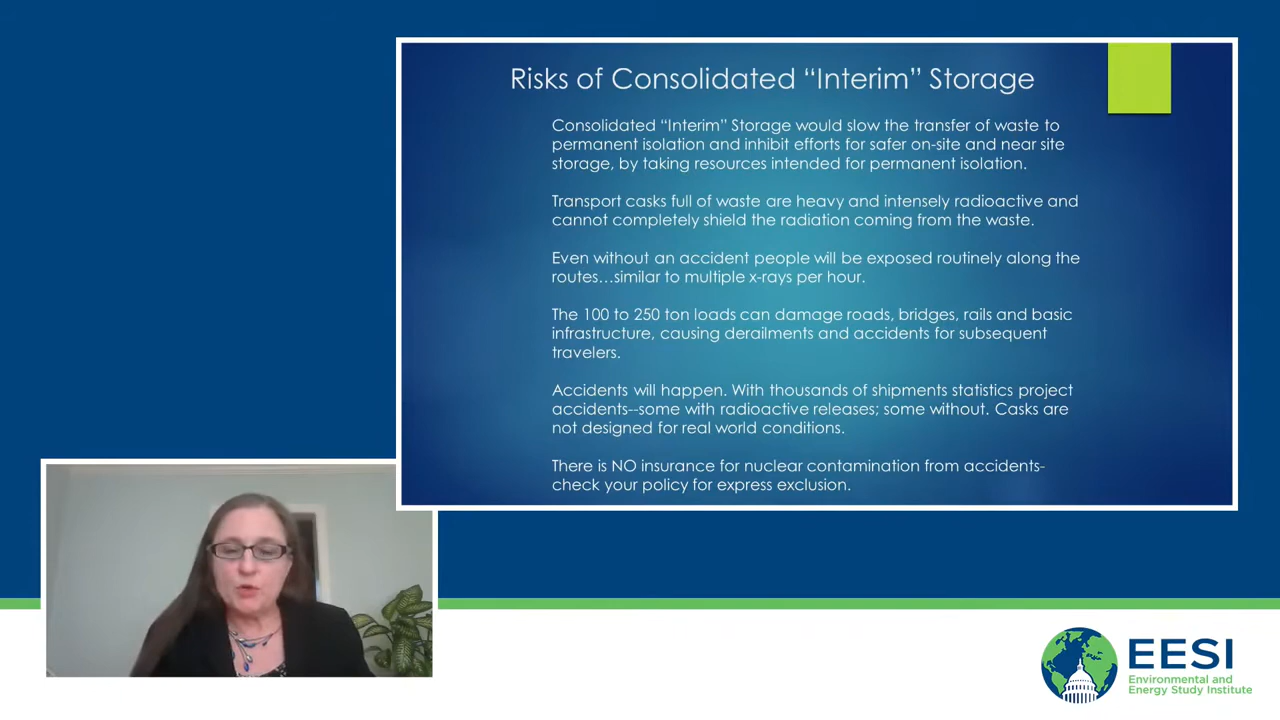 Risks of Consolidated “Interim” Storage
Consolidated “Interim” Storage would slow the transfer of waste to
permanent isolation and inhibit efforts for safer on-site and near site
storage, by taking resources intended for permanent isolation.
Transport casks full of waste are heavy and intensely radioactive and
cannot completely shield the radiation coming from the waste.
Even without an accident people will be exposed routinely along the
routes…similar to multiple x-rays per hour.
The 100 to 250 ton loads can damage roads, bridges, rails and basic
infrastructure, causing derailments and accidents for subsequent
travelers.
Accidents will happen. With thousands of shipments statistics project
accidents--some with radioactive releases; some without. Casks are
not designed for real world conditions.
There is NO insurance for nuclear contamination from accidents-
check your policy for express exclusion.
EESI
Environmental and
Energy Study Institute